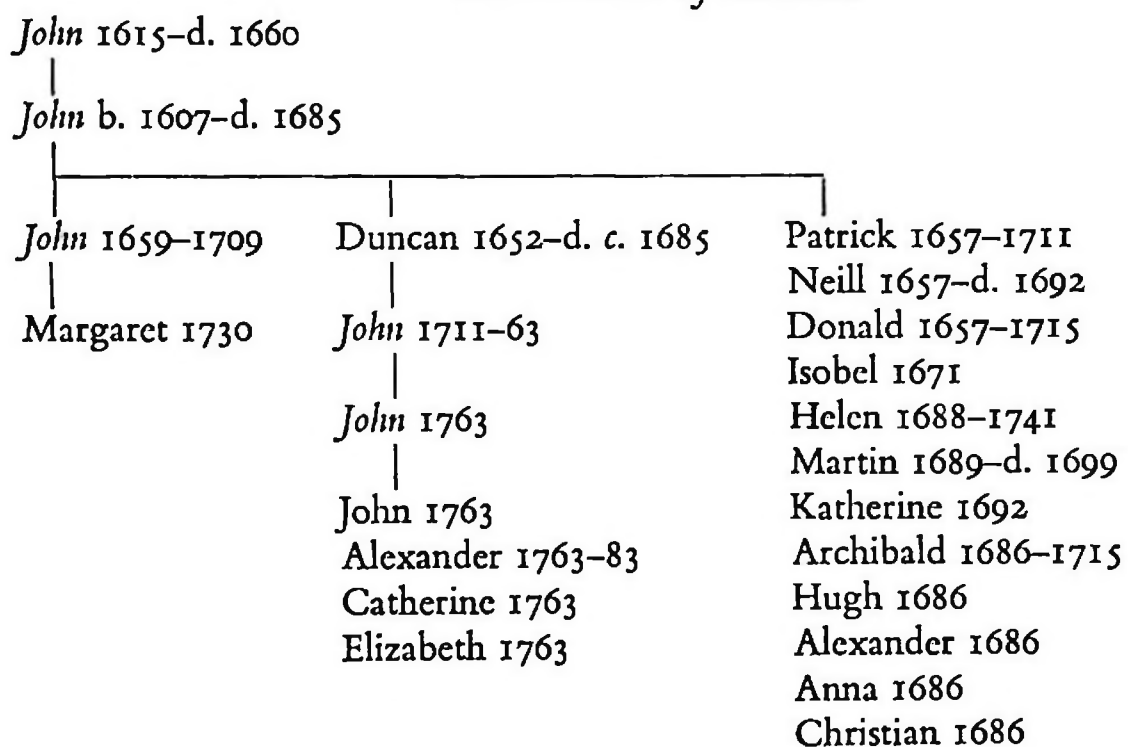 John 1615–d. 1660
John b. 1607–d. 1685
John 1659–1709 Duncan 1652–d. c. 1685 Patrick 1657–1711
Neill 1657–d. 1692
Margaret 1730 John 1711–63 Donald 1657–1715
Isobel 1671
John 1763 Helen 1688–1741
Martin 1689–d. 1699
John 1763 Katherine 1692
Alexander 1763–83 Archibald 1686–1715
Catherine 1763 Hugh 1686
Elizabeth 1763 Alexander 1686
Anna 1686
Christian 1686